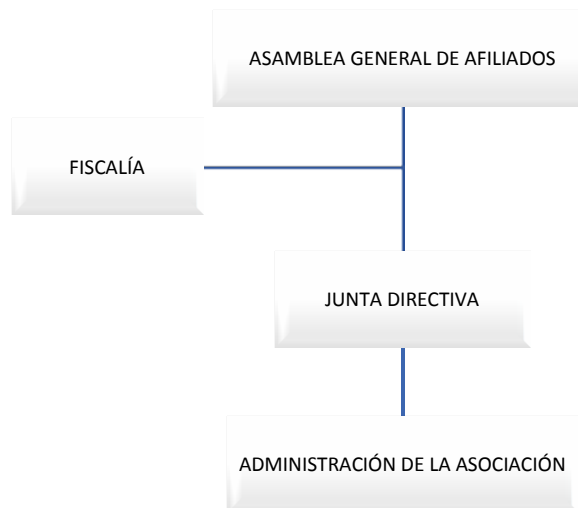 ASAMBLEA GENERAL DE AFILIADOS
FISCALÍA
JUNTA DIRECTIVA
ADMINISTRACIÓN DE LA ASOCIACIÓN